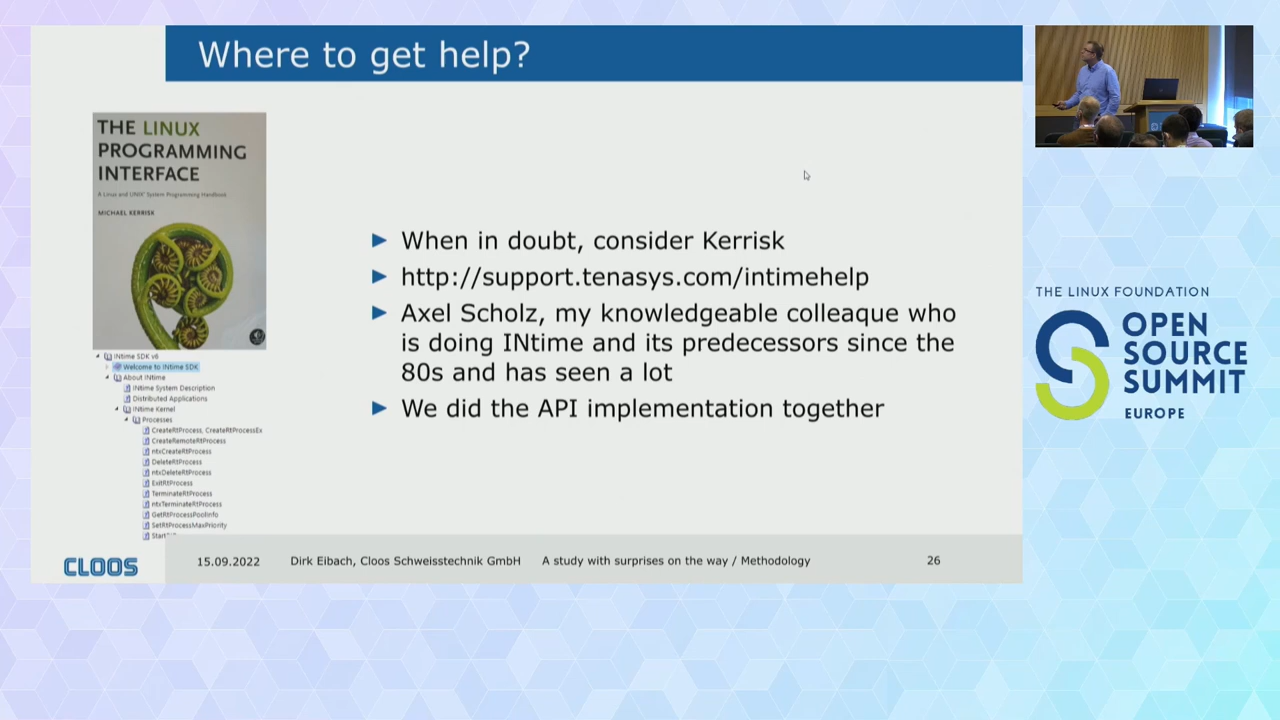 Where to get help?
THE LINUX
PROGRAMMING
INTERFACE
A Linux and UNIX® System Programming Handbook
MICHAEL KERRISK
When in doubt, consider Kerrisk
http://support.tenasys.com/intimehelp
Axel Scholz, my knowledgeable colleaque who
is doing INtime and its predecessors since the
80s and has seen a lot
We did the API implementation together
INtime SDK v6
Welcome to INtime SDK
About INtime
INtime System Description
Distributed Applications
INtime Kernel
Processes
CreateRtProcess, CreateRtProcessEx
CreateRemoteRtProcess
ntxCreateRtProcess
DeleteRtProcess
ntxDeleteRtProcess
ExitRtProcess
TerminateRtProcess
ntxTerminateRtProcess
GetRtProcessPoolInfo
SetRtProcessMaxPriority
CLOOS
15.09.2022
Dirk Eibach, Cloos Schweisstechnik GmbH
A study with surprises on the way / Methodology
26
THE LINUX FOUNDATION
OPEN
SOURCE
SUMMIT
EUROPE